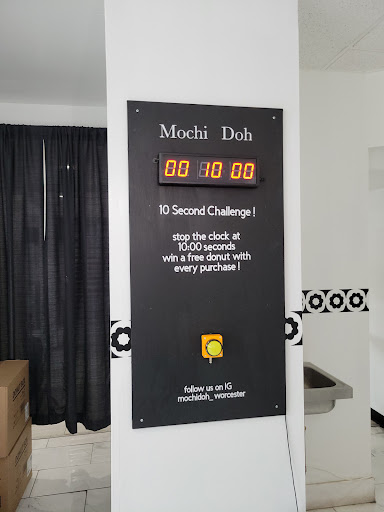 Mochi Doh
00 10 00
10 Second Challenge !
stop the clock at
10:00 seconds
win a free donut with
every purchase !
follow us on IG
mochidoh_worcester